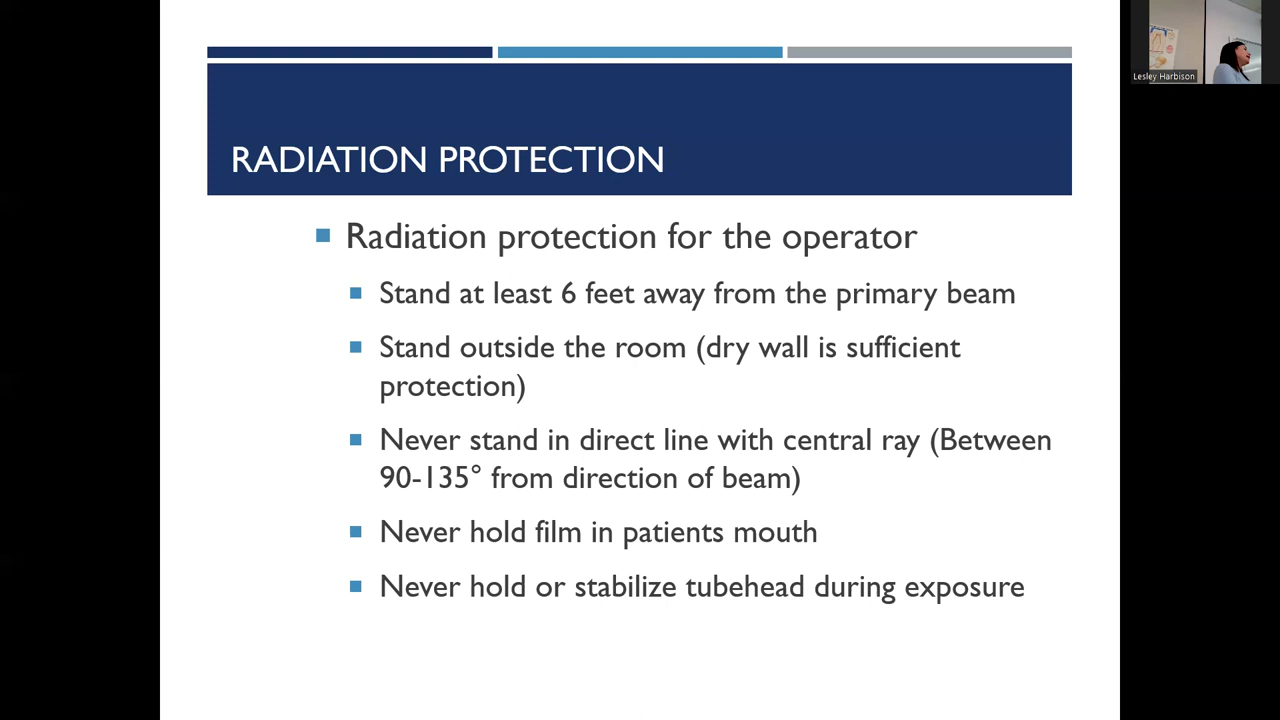 Lesley Harbison
RADIATION PROTECTION
Radiation protection for the operator
Stand at least 6 feet away from the primary beam
Stand outside the room (dry wall is sufficient
protection)
Never stand in direct line with central ray (Between
90-135° from direction of beam)
Never hold film in patients mouth
Never hold or stabilize tubehead during exposure